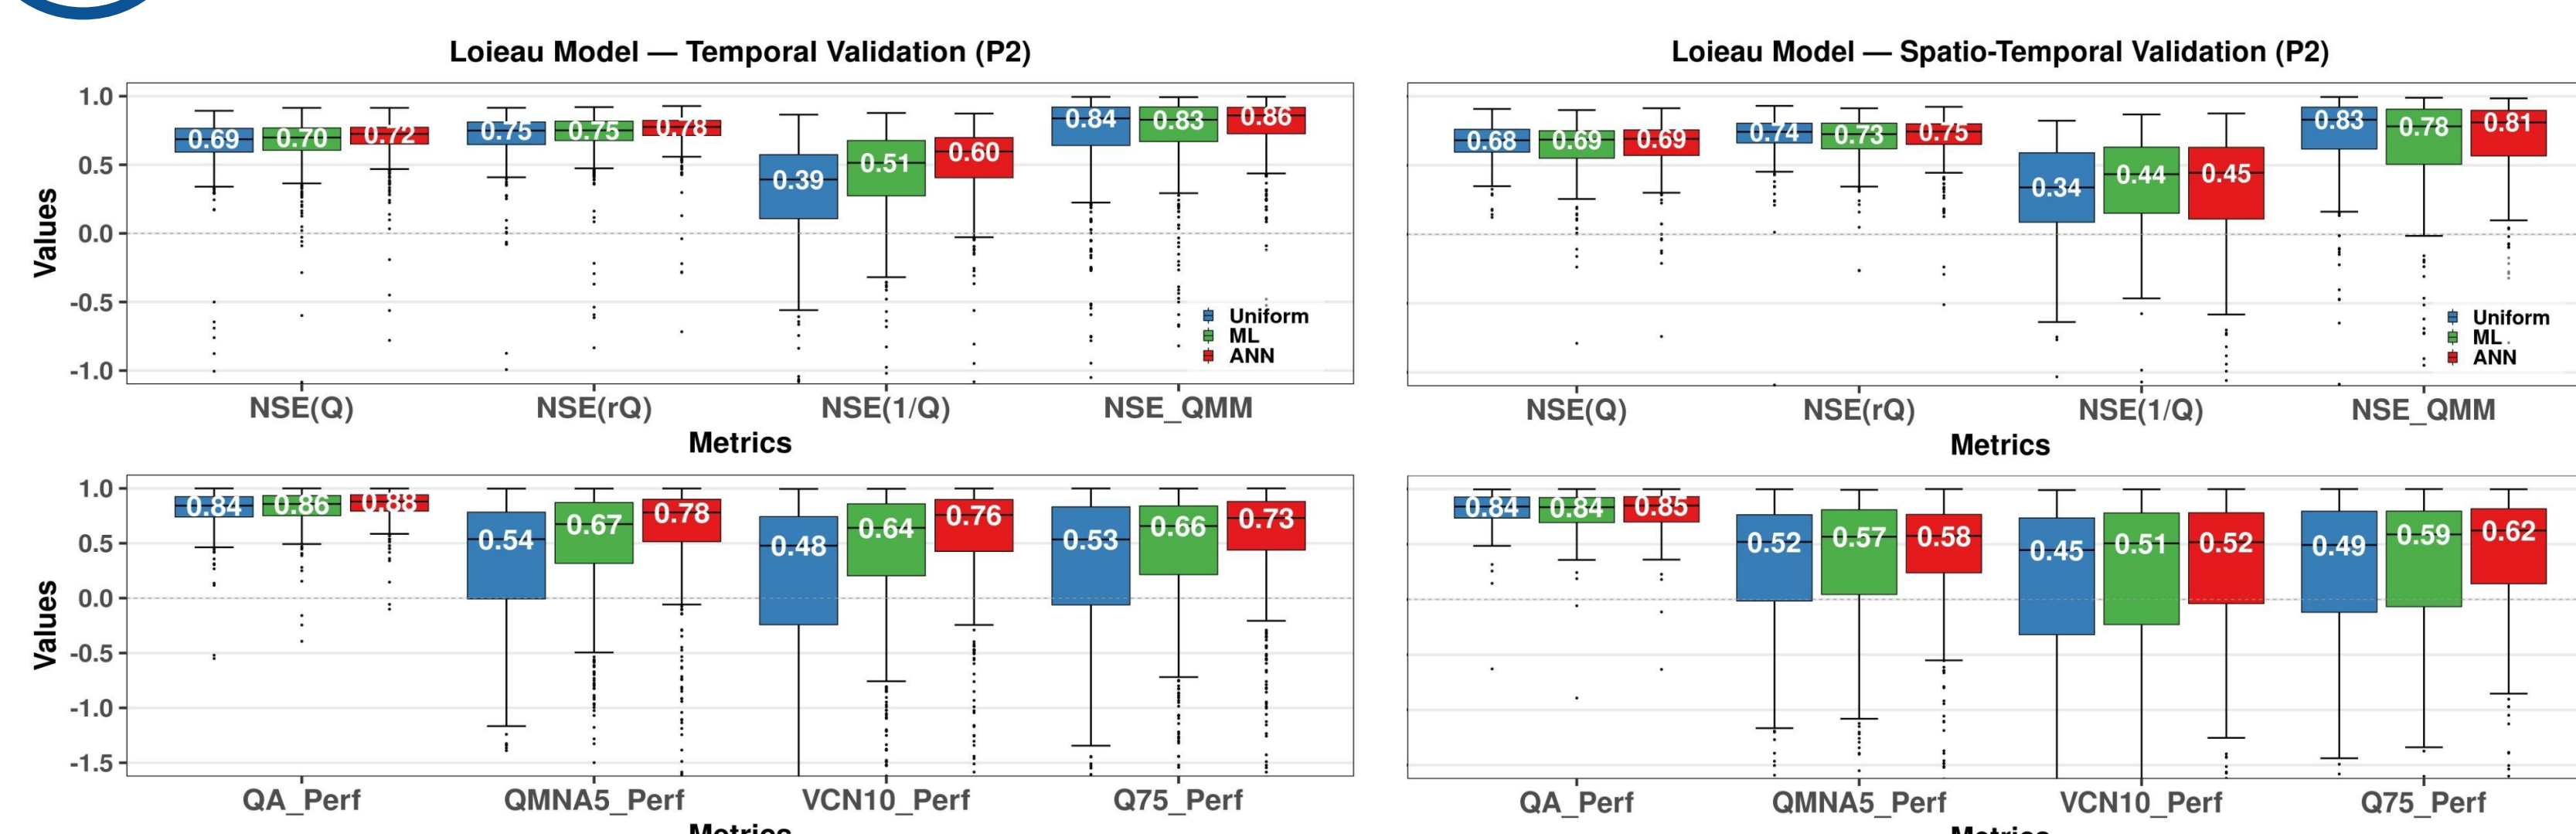 Loieau Model — Temporal Validation (P2)
Values
1.0
0.5
0.0
-0.5
-1.0
0.69 0.70 0.72 0.75 0.75 0.78 0.39 0.51 0.60 0.84 0.83 0.86
Uniform
ML
ANN
NSE(Q) NSE(rQ) NSE(1/Q) NSE_QMM
Metrics
Loieau Model — Spatio-Temporal Validation (P2)
0.68 0.69 0.69 0.74 0.73 0.75 0.34 0.44 0.45 0.83 0.78 0.81
Uniform
ML
ANN
NSE(Q) NSE(rQ) NSE(1/Q) NSE_QMM
Metrics
Values
1.0
0.5
0.0
-0.5
-1.0
-1.5
0.84 0.86 0.88 0.54 0.67 0.78 0.48 0.64 0.76 0.53 0.66 0.73
QA_Perf QMNA5_Perf VCN10_Perf Q75_Perf
Metrics
0.84 0.84 0.85 0.52 0.57 0.58 0.45 0.51 0.52 0.49 0.59 0.62
QA_Perf QMNA5_Perf VCN10_Perf Q75_Perf
Metrics